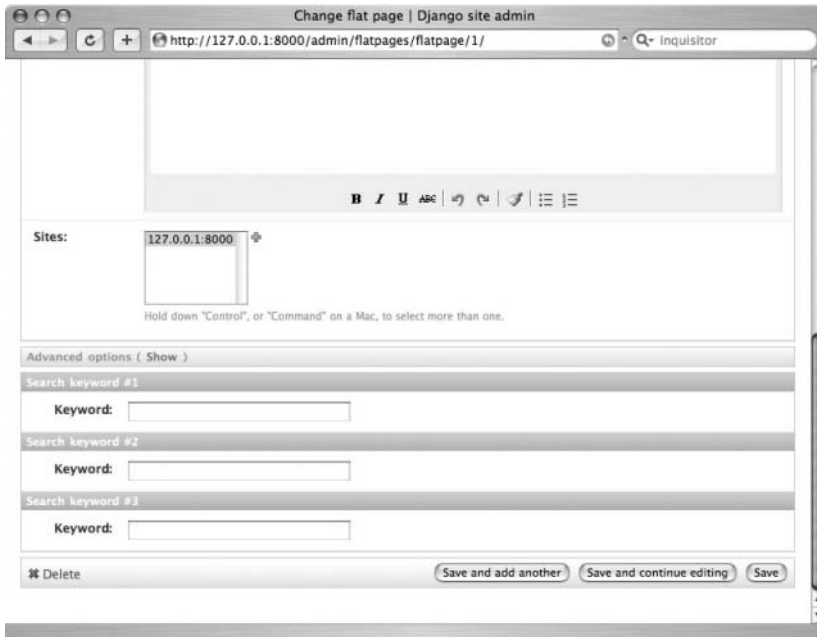 Change flat page | Django site admin
http://127.0.0.1:8000/admin/flatpages/flatpage/1/
Inquisitor
B I U ABC
Sites:
127.0.0.1:8000
Hold down "Control", or "Command" on a Mac, to select more than one.
Advanced options ( Show )
Search keyword #1
Keyword:
Search keyword #2
Keyword:
Search keyword #3
Keyword:
Delete
Save and add another
Save and continue editing
Save